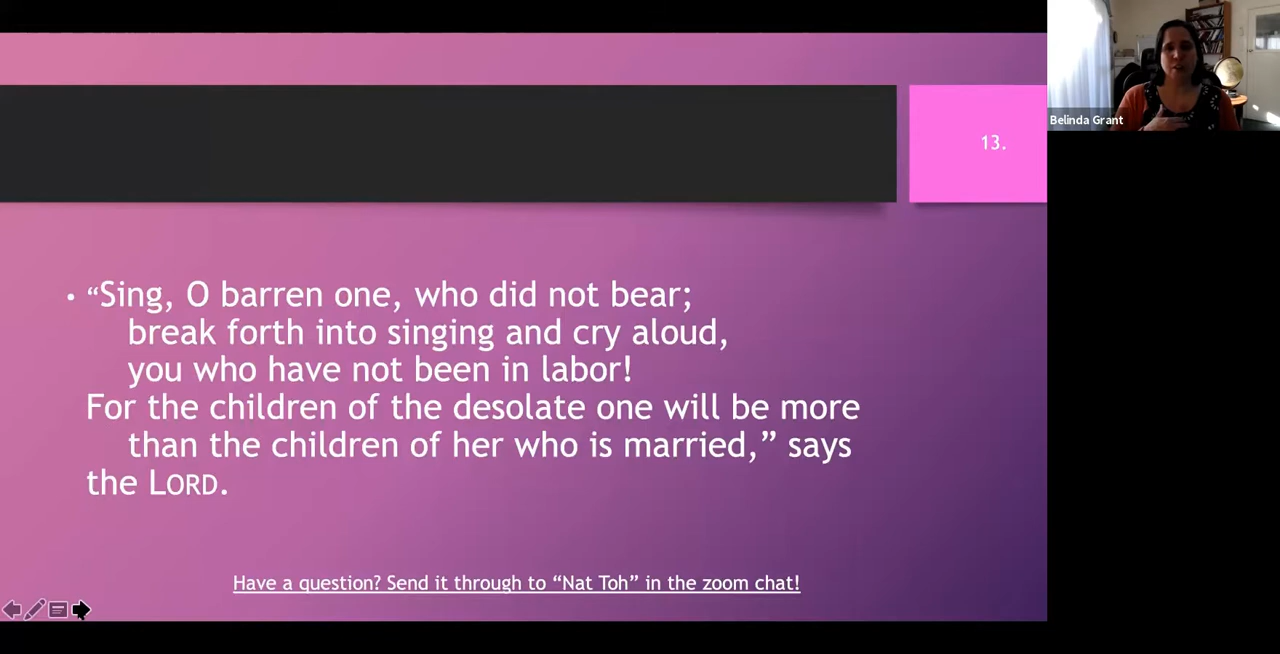 Belinda Grant
13.
• “Sing, O barren one, who did not bear;
break forth into singing and cry aloud,
you who have not been in labor!
For the children of the desolate one will be more
than the children of her who is married,” says
the LORD.
Have a question? Send it through to “Nat Toh” in the zoom chat!